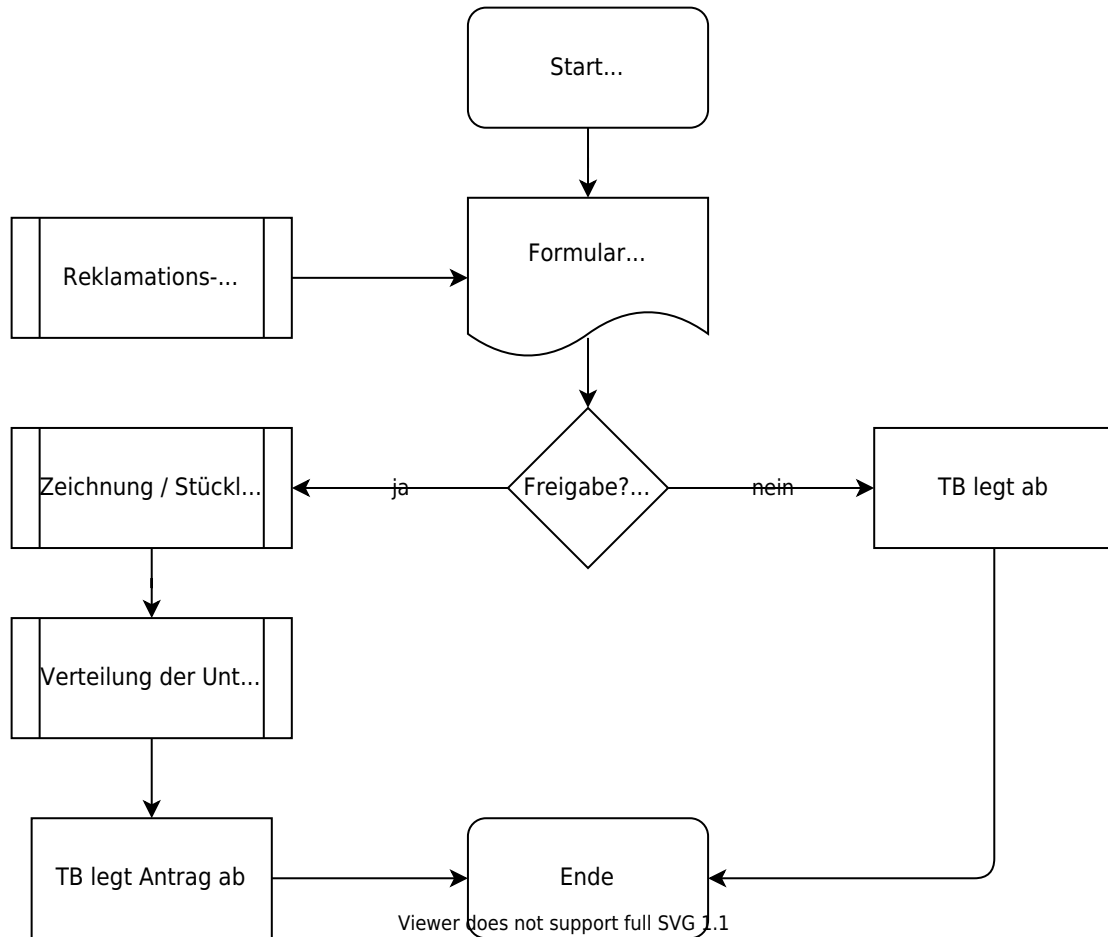 Start...
Formular...
Reklamations-...
Zeichnung / Stückl...
ja
Freigabe?...
nein
TB legt ab
Verteilung der Unt...
TB legt Antrag ab
Ende
Viewer does not support full SVG 1.1